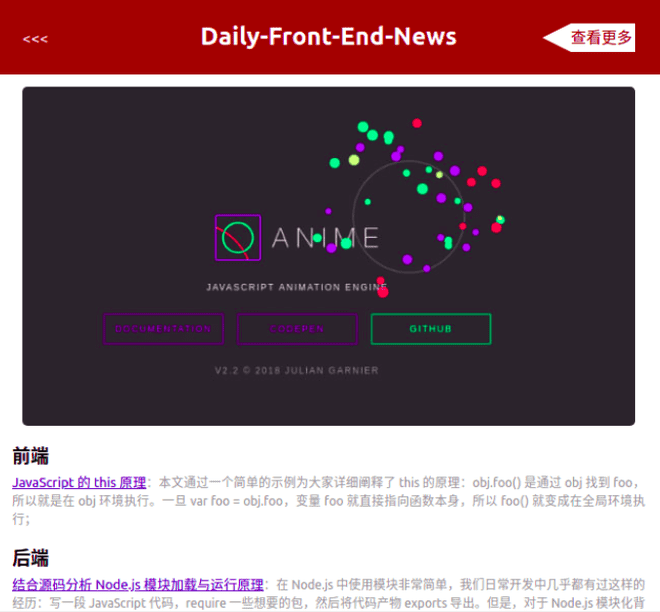 <<<
Daily-Front-End-News
查看更多
ANIME
JAVASCRIPT ANIMATION ENGINE
DOCUMENTATION
CODEPEN
GITHUB
V2.2 © 2018 JULIAN GARNIER
前端
JavaScript 的 this 原理：本文通过一个简单的示例为大家详细阐释了 this 的原理：obj.foo() 是通过 obj 找到 foo，
所以就是在 obj 环境执行。一旦 var foo = obj.foo，变量 foo 就直接指向函数本身，所以 foo() 就变成在全局环境执
行；
后端
结合源码分析 Node.js 模块加载与运行原理：在 Node.js 中使用模块非常简单，我们日常开发中几乎都有过这样的
经历：写一段 JavaScript 代码，require 一些想要的包，然后将代码产物 exports 导出。但是，对于 Node.js 模块化背